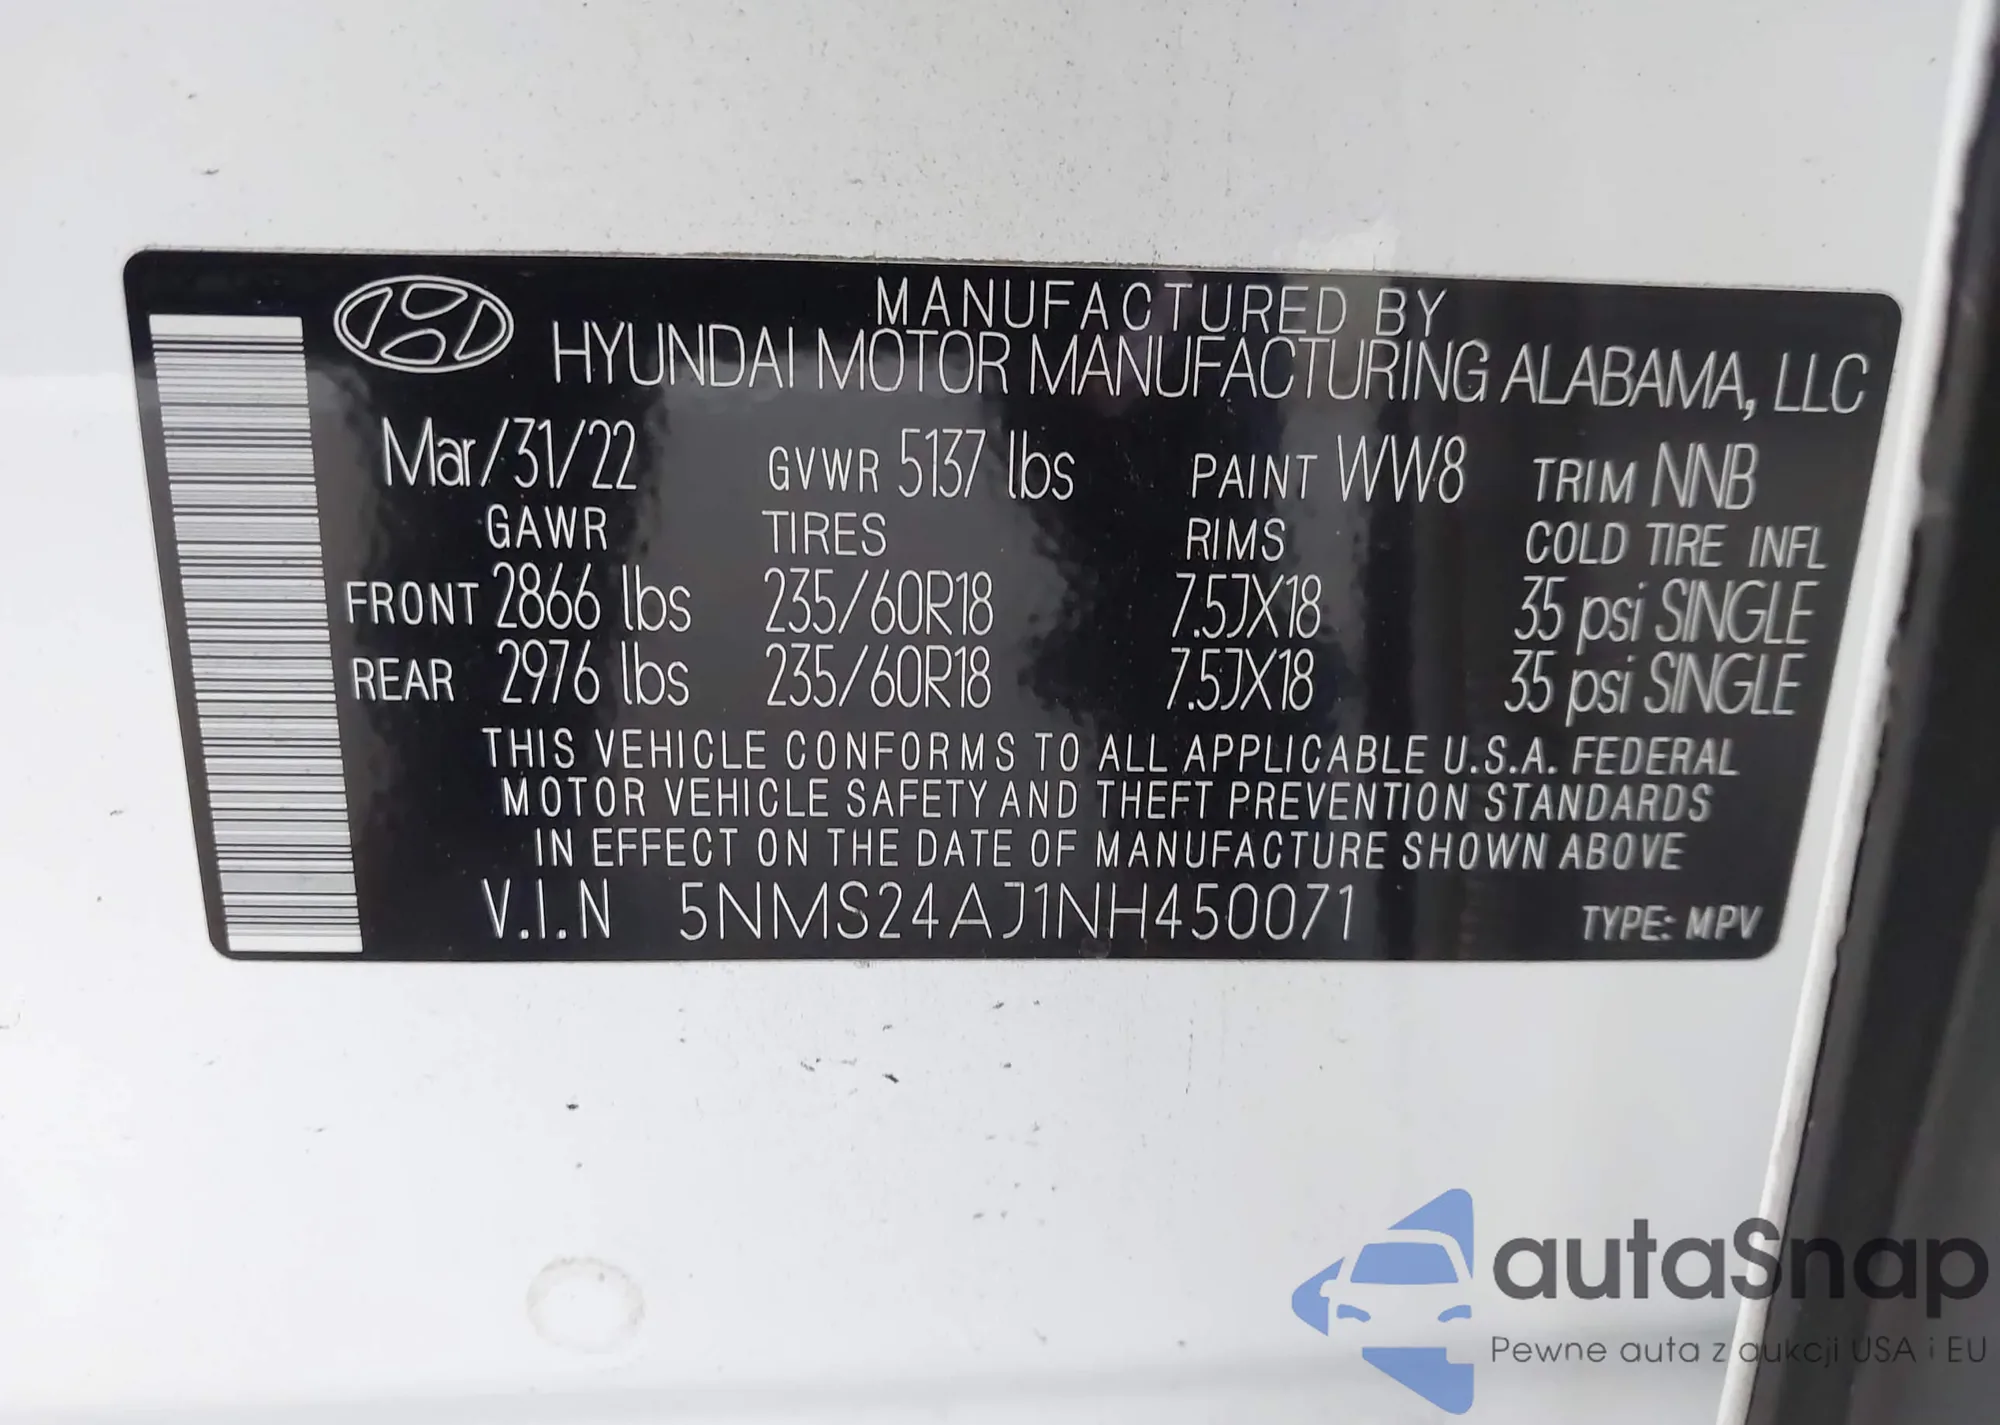 MANUFACTURED BY
HYUNDAI MOTOR MANUFACTURING ALABAMA, LLC
Mar/31/22 GVWR 5137 lbs PAINT WW8 TRIM NNB
GAWR TIRES RIMS COLD TIRE INFL
FRONT 2866 lbs 235/60R18 7.5JX18 35 psi SINGLE
REAR 2976 lbs 235/60R18 7.5JX18 35 psi SINGLE
THIS VEHICLE CONFORMS TO ALL APPLICABLE U.S.A. FEDERAL
MOTOR VEHICLE SAFETY AND THEFT PREVENTION STANDARDS
IN EFFECT ON THE DATE OF MANUFACTURE SHOWN ABOVE
V.I.N 5NMS24AJ1NH450071 TYPE: MPV
autaSnap
Pewne auta z aukcji USA i EU